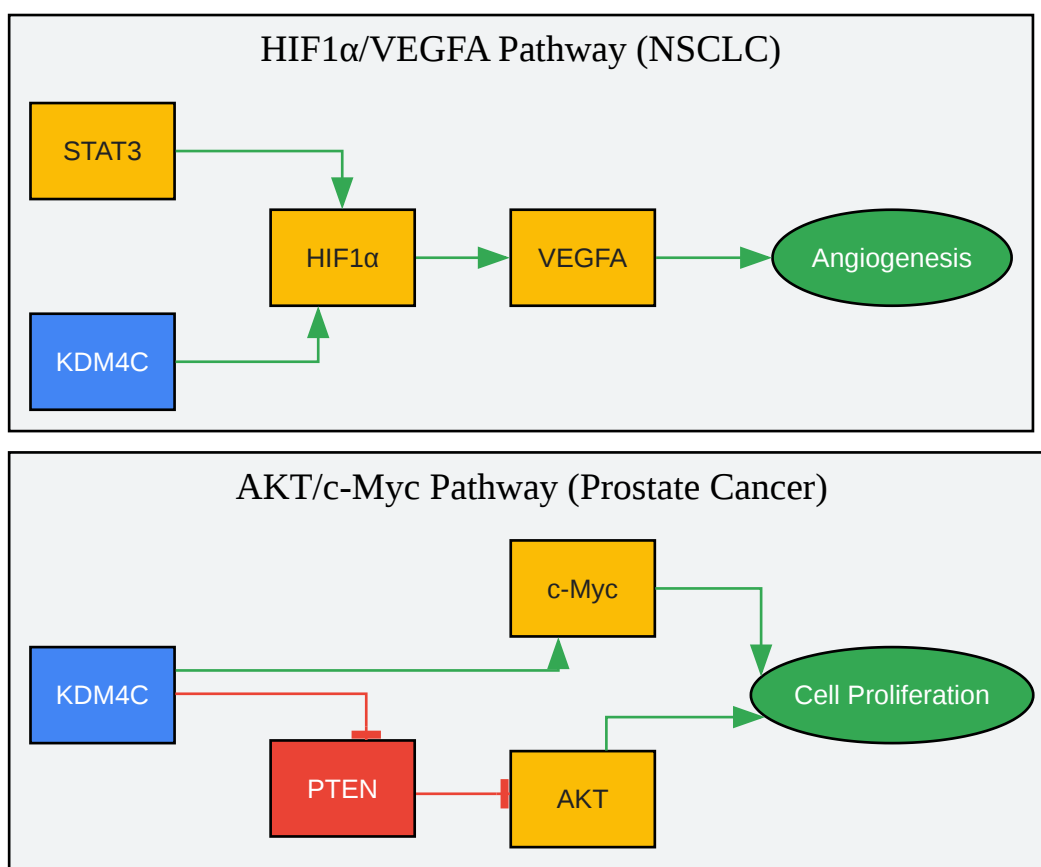 HIF1α/VEGFA Pathway (NSCLC)
STAT3
HIF1α
VEGFA
Angiogenesis
KDM4C
AKT/c-Myc Pathway (Prostate Cancer)
c-Myc
KDM4C
Cell Proliferation
PTEN
AKT